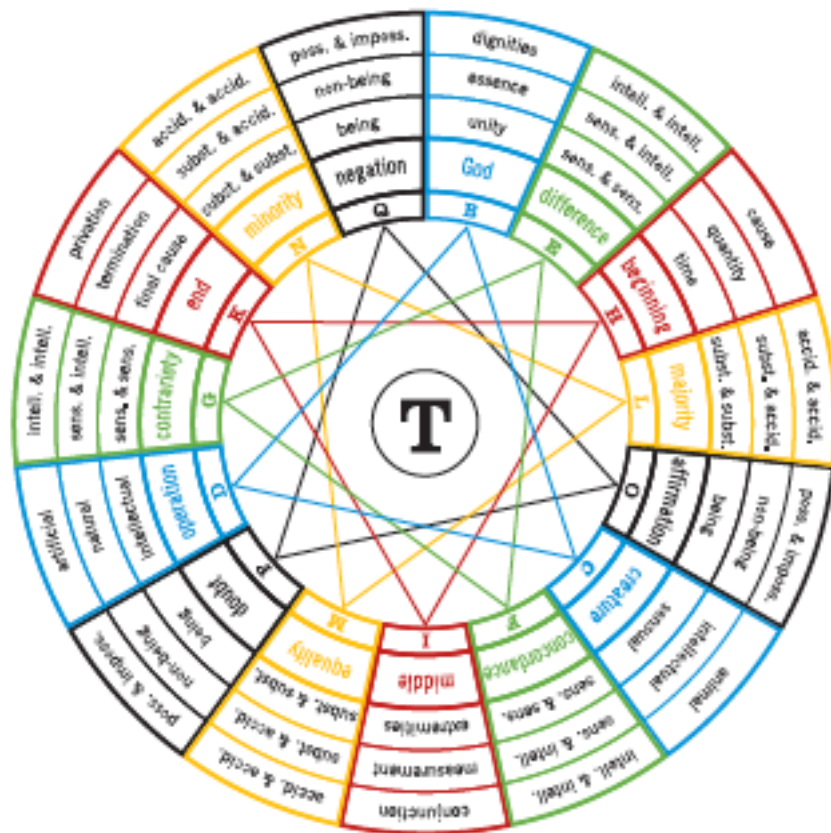 dignities
essence
unity
God
B
intell. & intell.
sens. & intell.
sens. & sens.
difference
E
cause
quantity
time
beginning
H
accid. & accid.
subst. & accid.
subst. & subst.
majority
L
poss. & imposs.
non-being
being
affirmation
O
animal
intellectual
sensual
creature
C
intell. & intell.
sens. & intell.
sens. & sens.
concordance
F
conjunction
measurement
extremities
middle
I
accid. & accid.
subst. & accid.
subst. & subst.
equality
M
poss. & imposs.
non-being
being
doubt
P
artificial
natural
intellectual
operation
D
intell. & intell.
sens. & intell.
sens. & sens.
contrariety
G
privation
termination
final cause
end
K
accid. & accid.
subst. & accid.
subst. & subst.
minority
N
poss. & imposs.
non-being
being
negation
Q
T